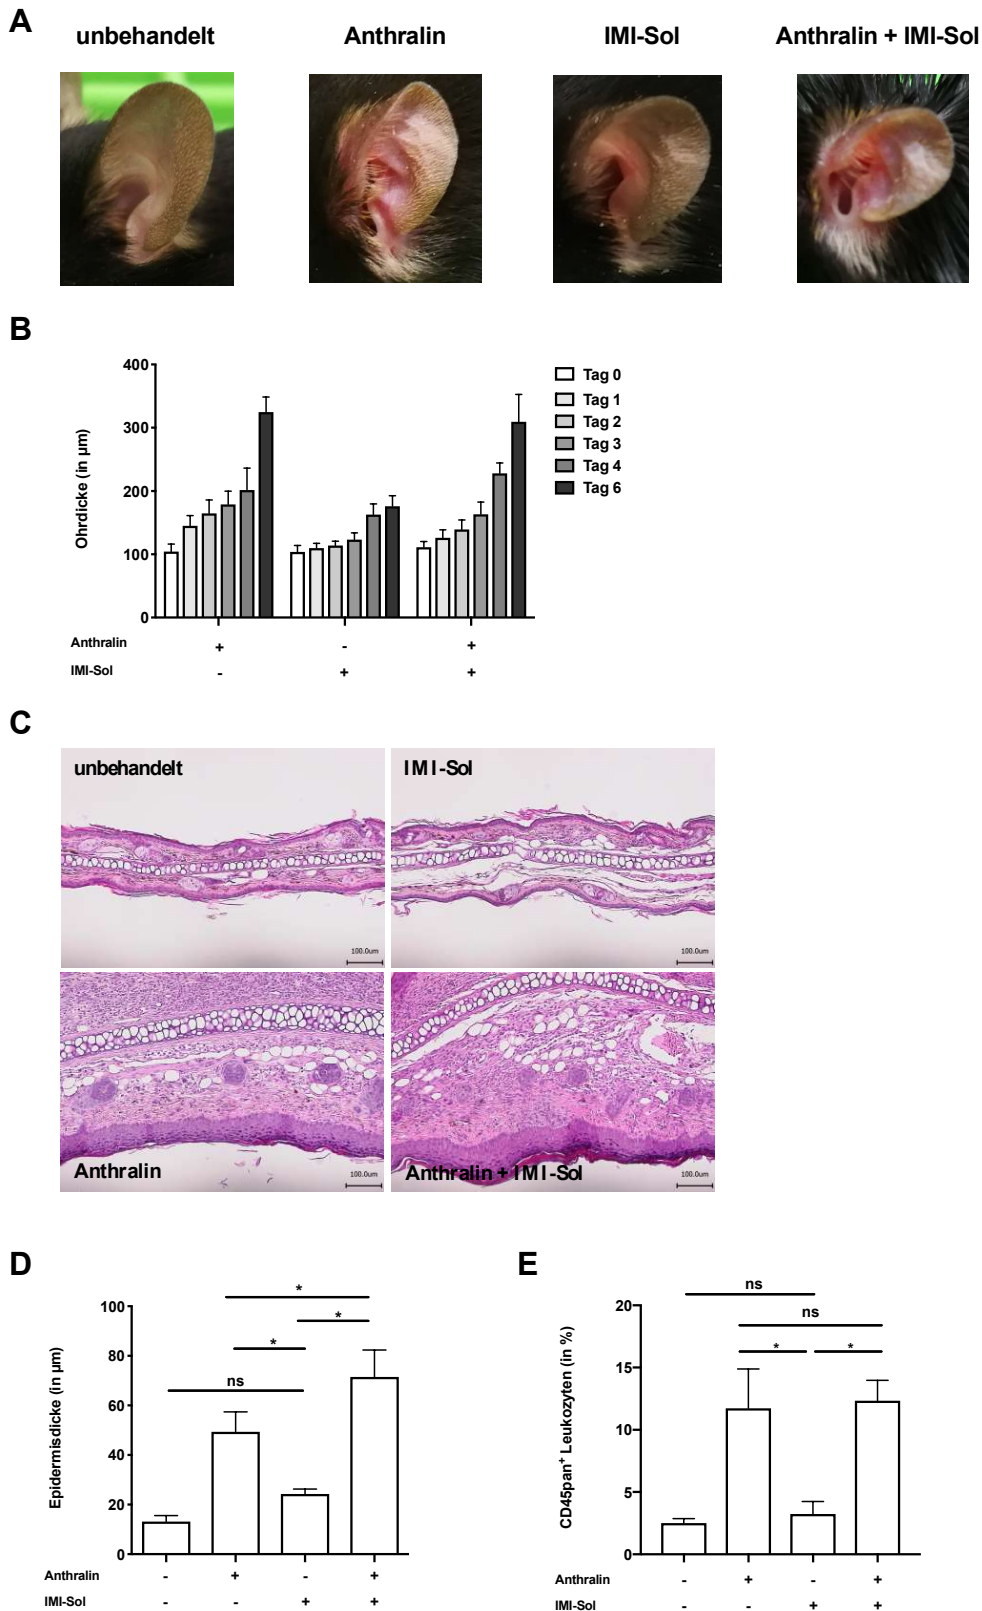 A
unbehandelt Anthralin IMI-Sol Anthralin + IMI-Sol
B
Ohrdicke (in µm)
400
300
200
100
0
Tag 0
Tag 1
Tag 2
Tag 3
Tag 4
Tag 6
Anthralin + - +
IMI-Sol - + +
C
unbehandelt
100.0um
IMI-Sol
100.0um
Anthralin
100.0um
Anthralin + IMI-Sol
100.0um
D
Epidermisdicke (in µm)
100
80
60
40
20
0
*
*
*
ns
Anthralin - + - +
IMI-Sol - - + +
E
CD45pan⁺ Leukozyten (in %)
20
15
10
5
0
ns
ns
* *
Anthralin - + - +
IMI-Sol - - + +